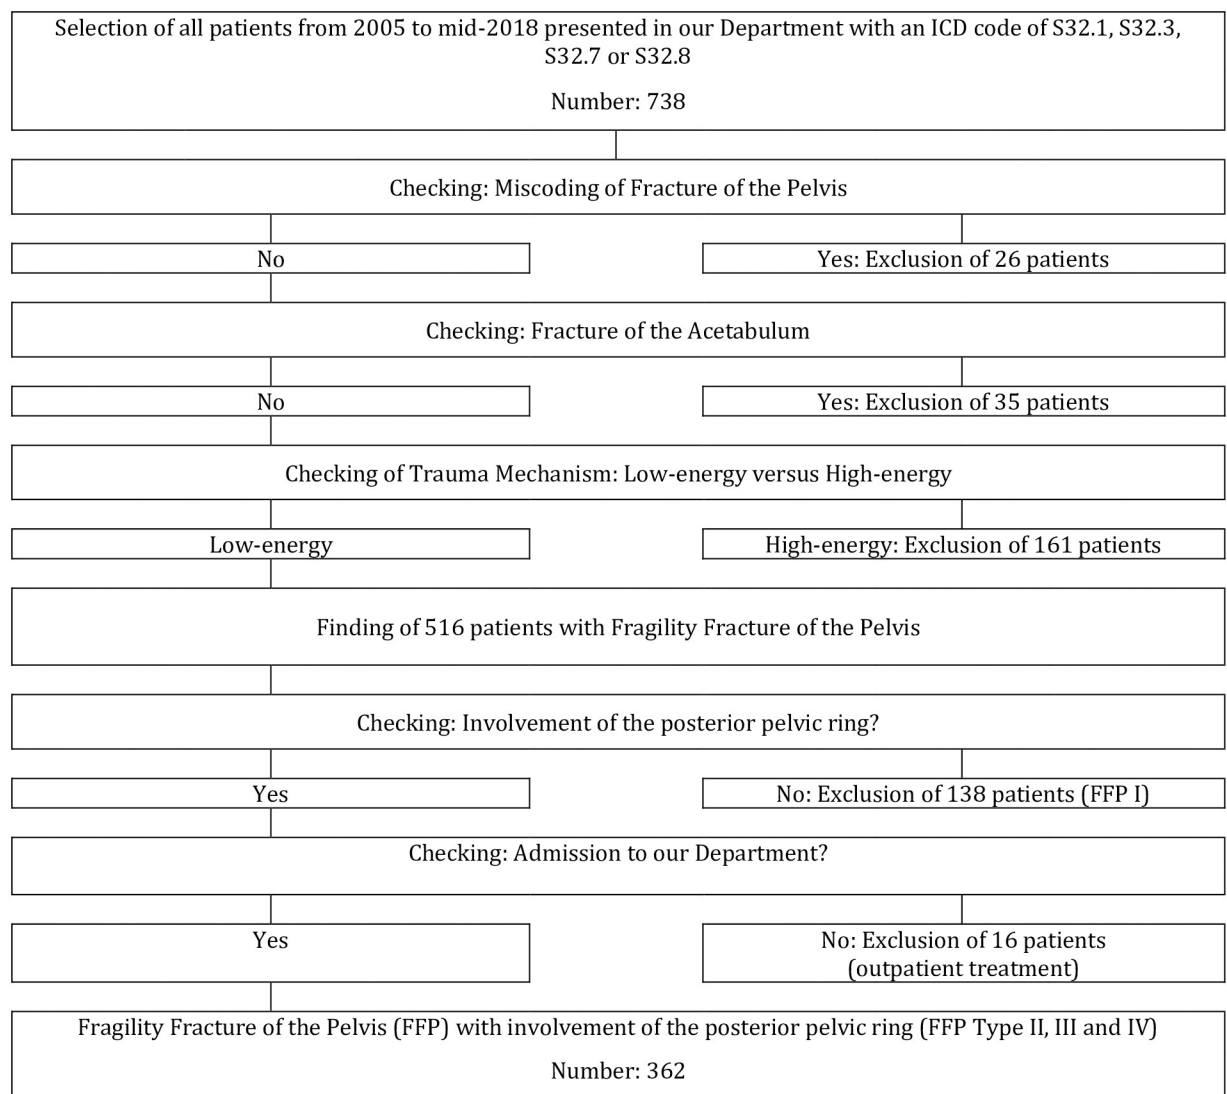 Selection of all patients from 2005 to mid-2018 presented in our Department with an ICD code of S32.1, S32.3,
S32.7 or S32.8
Number: 738
Checking: Miscoding of Fracture of the Pelvis
No
Yes: Exclusion of 26 patients
Checking: Fracture of the Acetabulum
No
Yes: Exclusion of 35 patients
Checking of Trauma Mechanism: Low-energy versus High-energy
Low-energy
High-energy: Exclusion of 161 patients
Finding of 516 patients with Fragility Fracture of the Pelvis
Checking: Involvement of the posterior pelvic ring?
Yes
No: Exclusion of 138 patients (FFP I)
Checking: Admission to our Department?
Yes
No: Exclusion of 16 patients
(outpatient treatment)
Fragility Fracture of the Pelvis (FFP) with involvement of the posterior pelvic ring (FFP Type II, III and IV)
Number: 362